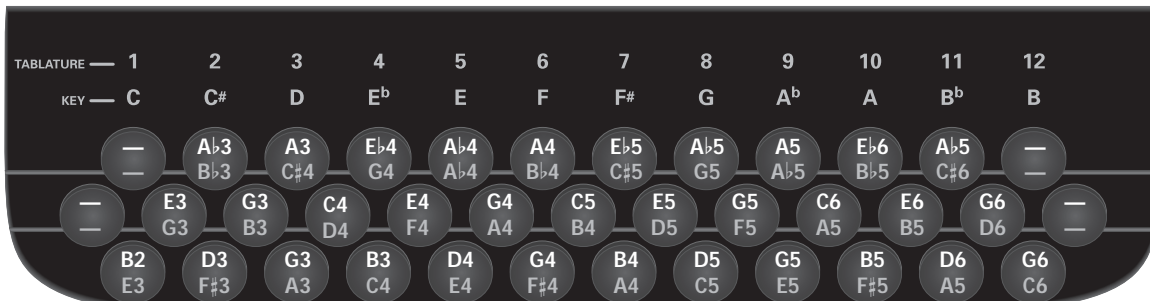 TABLATURE — 1 2 3 4 5 6 7 8 9 10 11 12
KEY — C C# D E♭ E F F# G A♭ A B♭ B
— A♭3 A3 E♭4 A♭4 A4 E♭5 A♭5 A5 E♭6 A♭5 —
— B♭3 C♯4 G4 A♭4 B♭4 C♯5 G5 A♭5 B♭5 C♯6 —
— E3 G3 C4 E4 G4 C5 E5 G5 C6 E6 G6 —
— G3 B3 D4 F4 A4 B4 D5 F5 A5 B5 D6 —
B2 D3 G3 B3 D4 G4 B4 D5 G5 B5 D6 G6
E3 F♯3 A3 C4 E4 F♯4 A4 C5 E5 F♯5 A5 C6